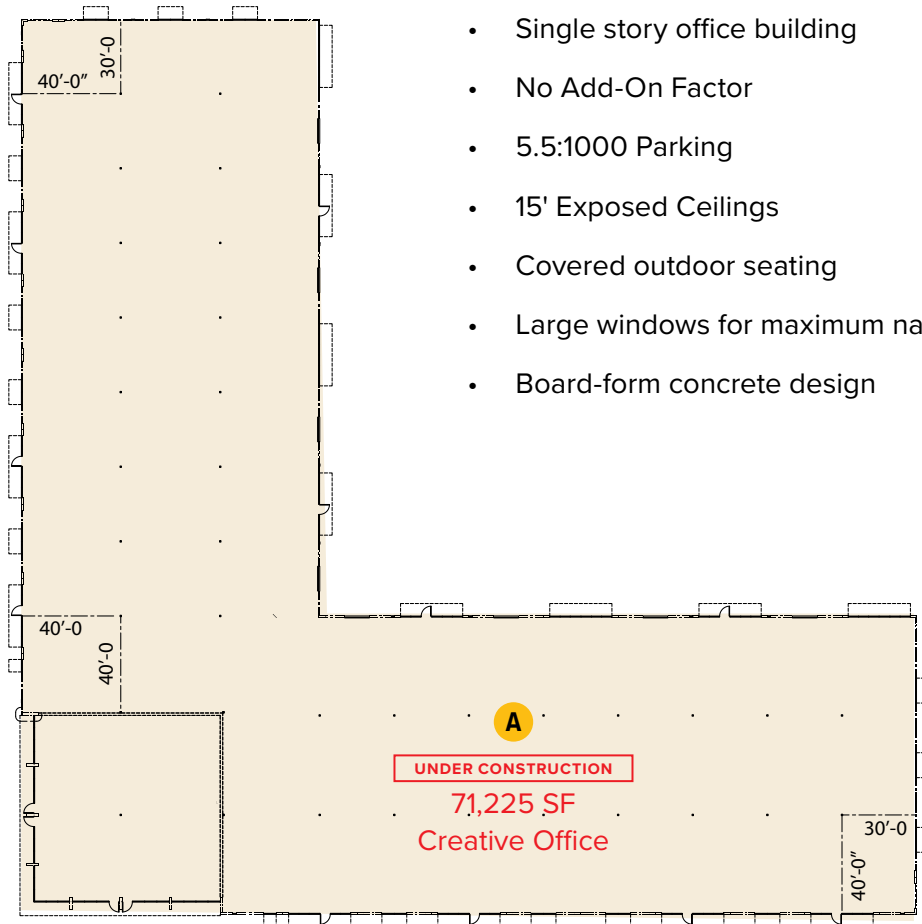 • Single story office building
• No Add-On Factor
• 5.5:1000 Parking
• 15' Exposed Ceilings
• Covered outdoor seating
• Large windows for maximum na
• Board-form concrete design
30’-0
40’-0”
40’-0
40’-0
A
UNDER CONSTRUCTION
71,225 SF
Creative Office
30’-0
40’-0”